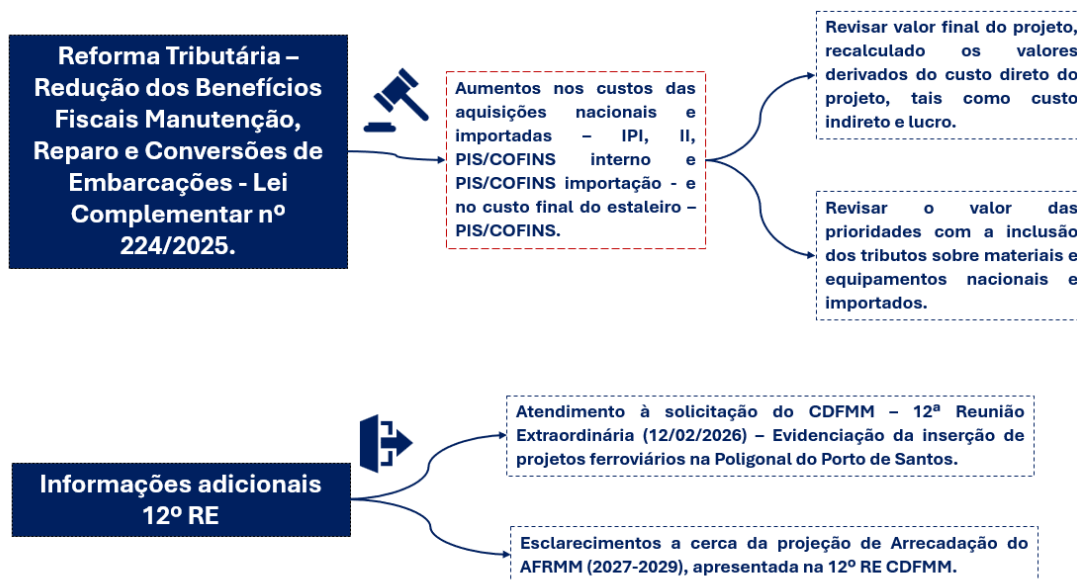 Reforma Tributária –
Redução dos Benefícios
Fiscais Manutenção,
Reparo e Conversões de
Embarcações - Lei
Complementar nº
224/2025.
Aumentos nos custos das
aquisições nacionais e
importadas – IPI, II,
PIS/COFINS interno e
PIS/COFINS importação - e
no custo final do estaleiro –
PIS/COFINS.
Revisar valor final do projeto,
recalculado os valores
derivados do custo direto do
projeto, tais como custo
indireto e lucro.
Revisar o valor das
prioridades com a inclusão
dos tributos sobre materiais e
equipamentos nacionais e
importados.
Informações adicionais
12º RE
Atendimento à solicitação do CDFMM – 12ª Reunião
Extraordinária (12/02/2026) – Evidenciação da inserção de
projetos ferroviários na Poligonal do Porto de Santos.
Esclarecimentos a cerca da projeção de Arrecadação do
AFRMM (2027-2029), apresentada na 12º RE CDFMM.